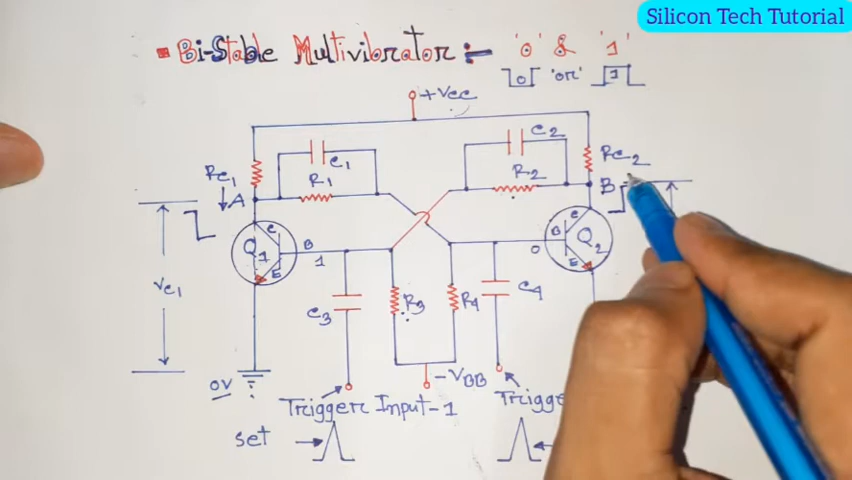 Silicon Tech Tutorial
Bi-Stable Multivibrator :- '0' & '1'
0 'or' 1
+Vcc
C1
C2
Rc1
R1
R2
Rc2
A
B
C
C
Q1
B
B
Q2
E
1
0
E
Vc1
C3
R3
R4
C4
0V
-VBB
Trigger Input-1
set